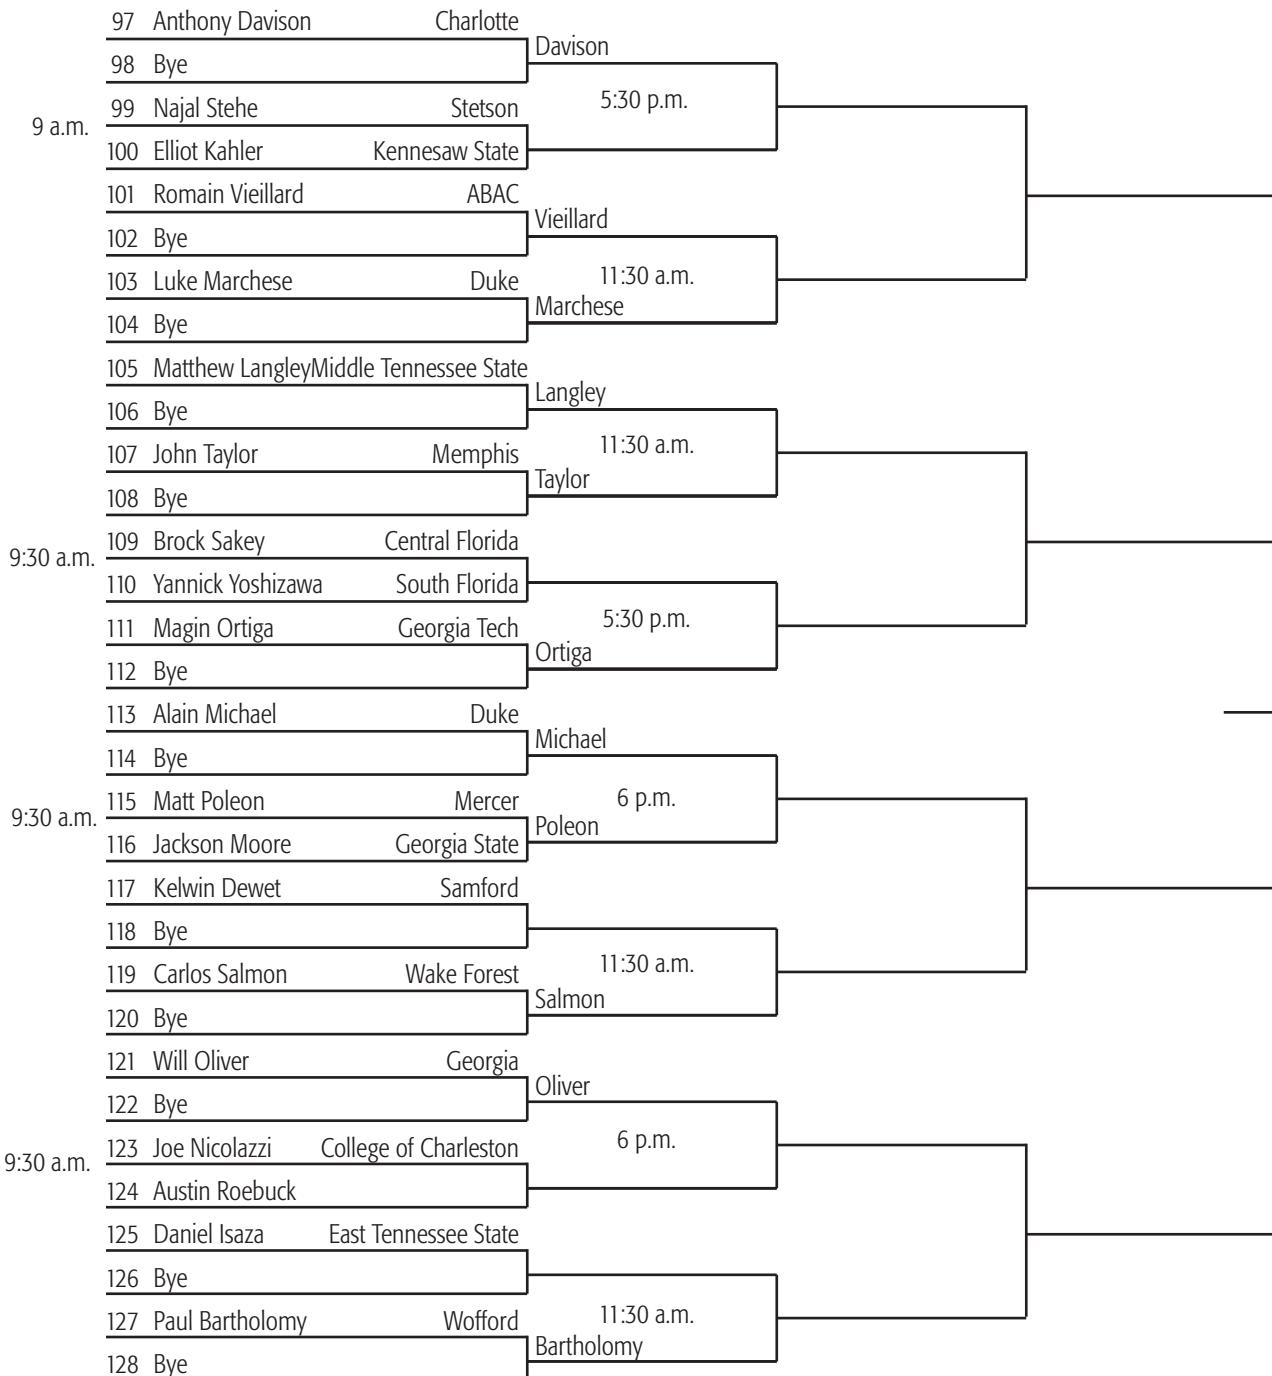 97 Anthony Davison Charlotte
Davison
98 Bye
5:30 p.m.
99 Najal Stehe Stetson
9 a.m.
100 Elliot Kahler Kennesaw State
101 Romain Vieillard ABAC
Vieillard
102 Bye
11:30 a.m.
103 Luke Marchese Duke
Marchese
104 Bye
105 Matthew LangleyMiddle Tennessee State
Langley
106 Bye
11:30 a.m.
107 John Taylor Memphis
Taylor
108 Bye
109 Brock Sakey Central Florida
9:30 a.m.
110 Yannick Yoshizawa South Florida
5:30 p.m.
111 Magin Ortiga Georgia Tech
Ortiga
112 Bye
113 Alain Michael Duke
Michael
114 Bye
6 p.m.
115 Matt Poleon Mercer
9:30 a.m.
Poleon
116 Jackson Moore Georgia State
117 Kelwin Dewet Samford
118 Bye
11:30 a.m.
119 Carlos Salmon Wake Forest
Salmon
120 Bye
121 Will Oliver Georgia
Oliver
122 Bye
6 p.m.
123 Joe Nicolazzi College of Charleston
9:30 a.m.
124 Austin Roebuck
125 Daniel Isaza East Tennessee State
126 Bye
11:30 a.m.
127 Paul Bartholomy Wofford
Bartholomy
128 Bye